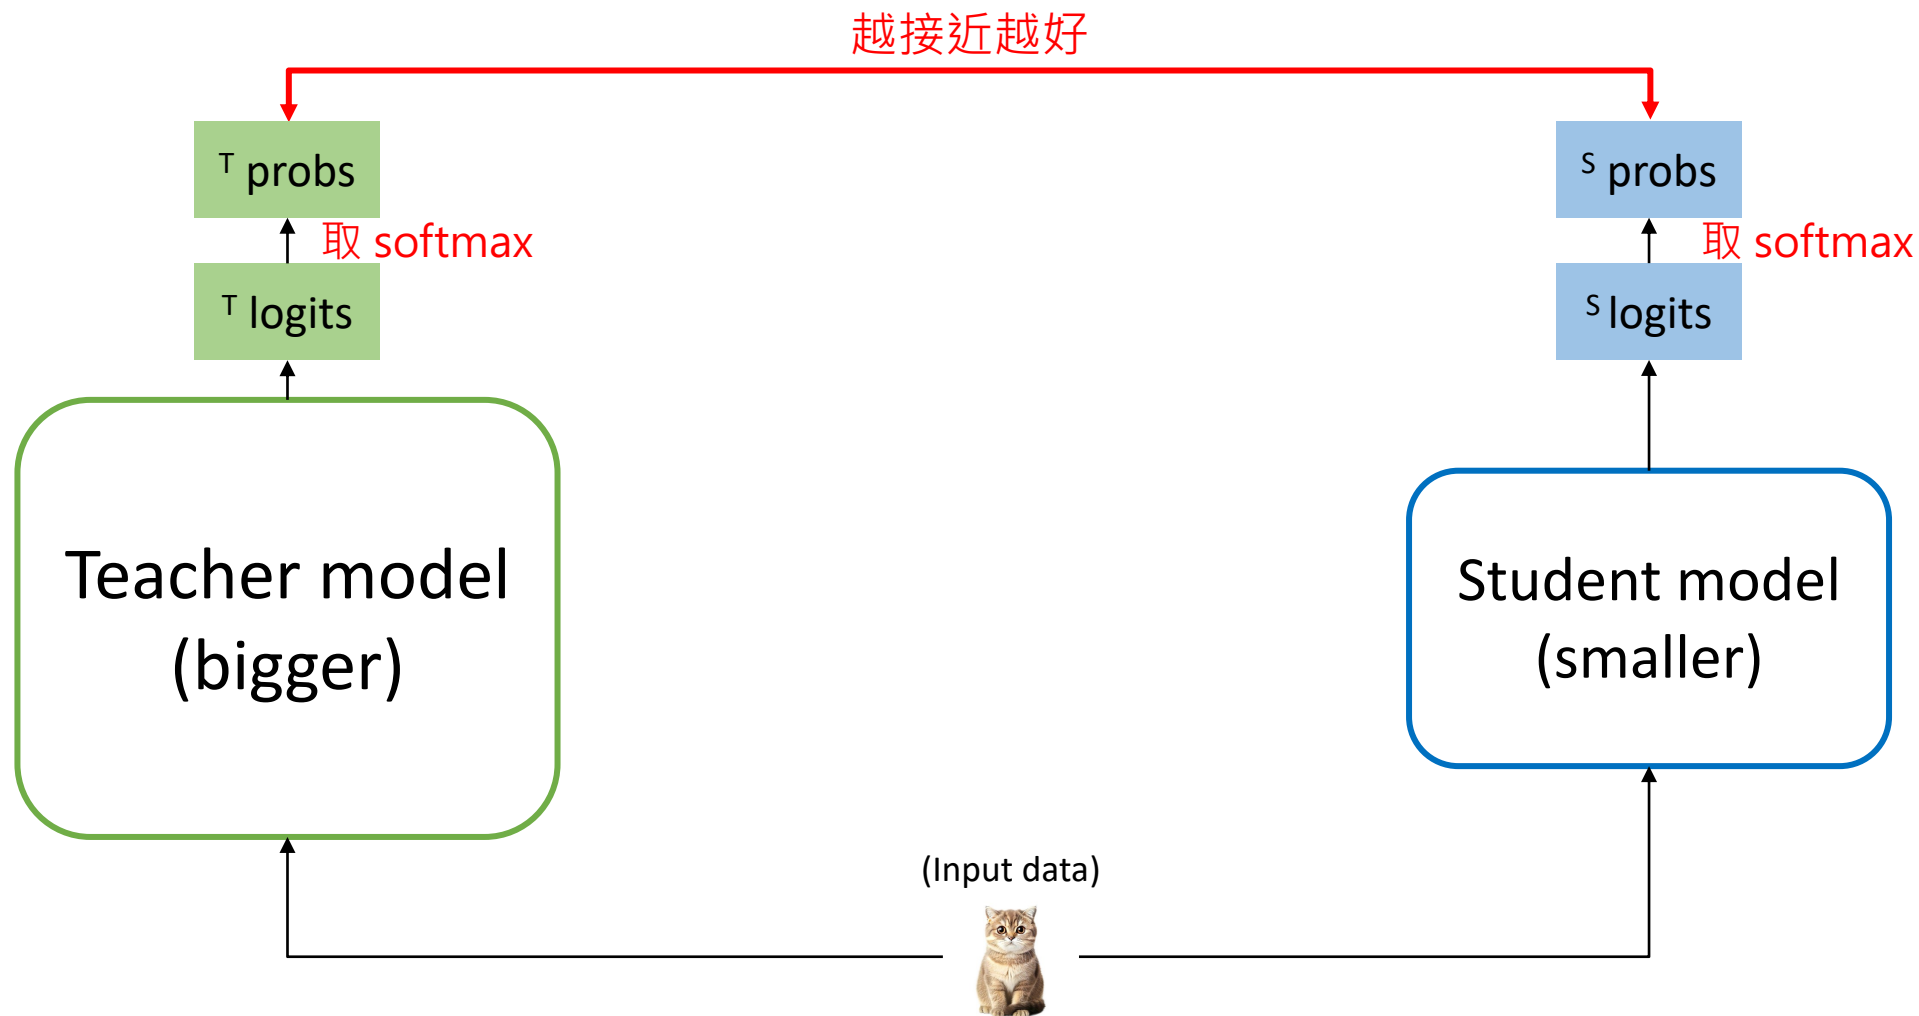 越接近越好
ᵀ probs
ˢ probs
取 softmax
取 softmax
ᵀ logits
ˢ logits
Teacher model
(bigger)
Student model
(smaller)
(Input data)